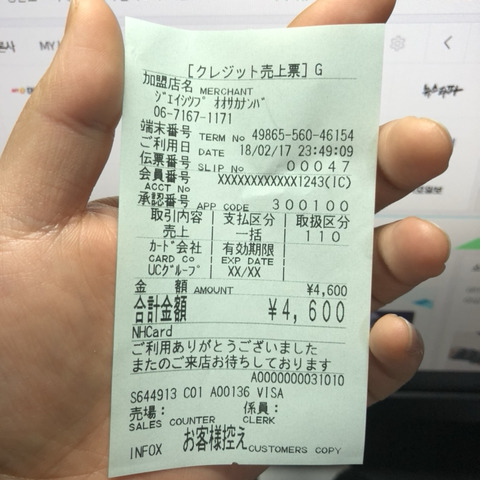 [クレジット売上票]G
加盟店名 MERCHANT
ジエイシツプ オオサカナンバ
06-7167-1171
端末番号 TERM No 49865-560-46154
ご利用日 DATE 18/02/17 23:49:09
伝票番号 SLIP No 00047
会員番号 XXXXXXXXXXXX1243(IC)
ACCT No
承認番号 APP CODE 300100
取引内容 | 支払区分 | 取扱区分
売上 | 一括 | 110
カード会社 | 有効期限 |
CARD CO | EXP DATE |
UCグループ | XX/XX |
金 額 AMOUNT ¥4,600
合計金額 ¥4,600
NHCard
ご利用ありがとうございました
またのご来店お待ちしております
A0000000031010
S644913 C01 A00136 VISA
売場: 係員:
SALES COUNTER CLERK
INFOX お客様控え CUSTOMERS COPY
MY